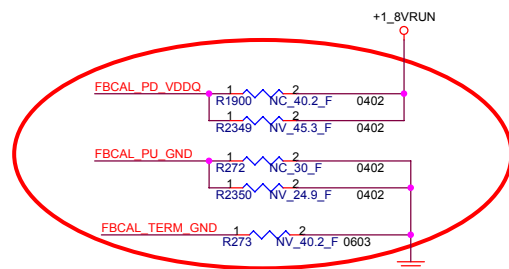 +1_8VRUN
FBCAL_PD_VDDQ 1 2
R1900 NC_40.2_F 0402
1 2
R2349 NV_45.3_F 0402
FBCAL_PU_GND 1 2
R272 NC_30_F 0402
1 2
R2350 NV_24.9_F 0402
FBCAL_TERM_GND 1 2
R273 NV_40.2_F 0603